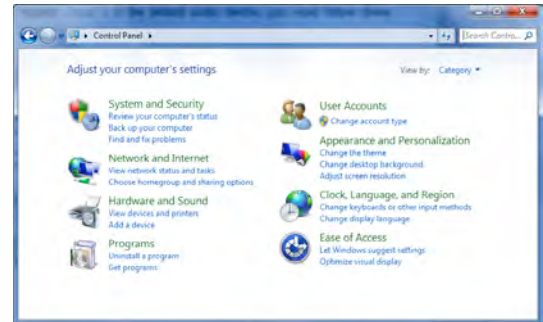 Control Panel
Search Contro...
Adjust your computer's settings
View by: Category
System and Security
Review your computer's status
Back up your computer
Find and fix problems
Network and Internet
View network status and tasks
Choose homegroup and sharing options
Hardware and Sound
View devices and printers
Add a device
Programs
Uninstall a program
Get programs
User Accounts
Change account type
Appearance and Personalization
Change the theme
Change desktop background
Adjust screen resolution
Clock, Language, and Region
Change keyboards or other input methods
Change display language
Ease of Access
Let Windows suggest settings
Optimize visual display